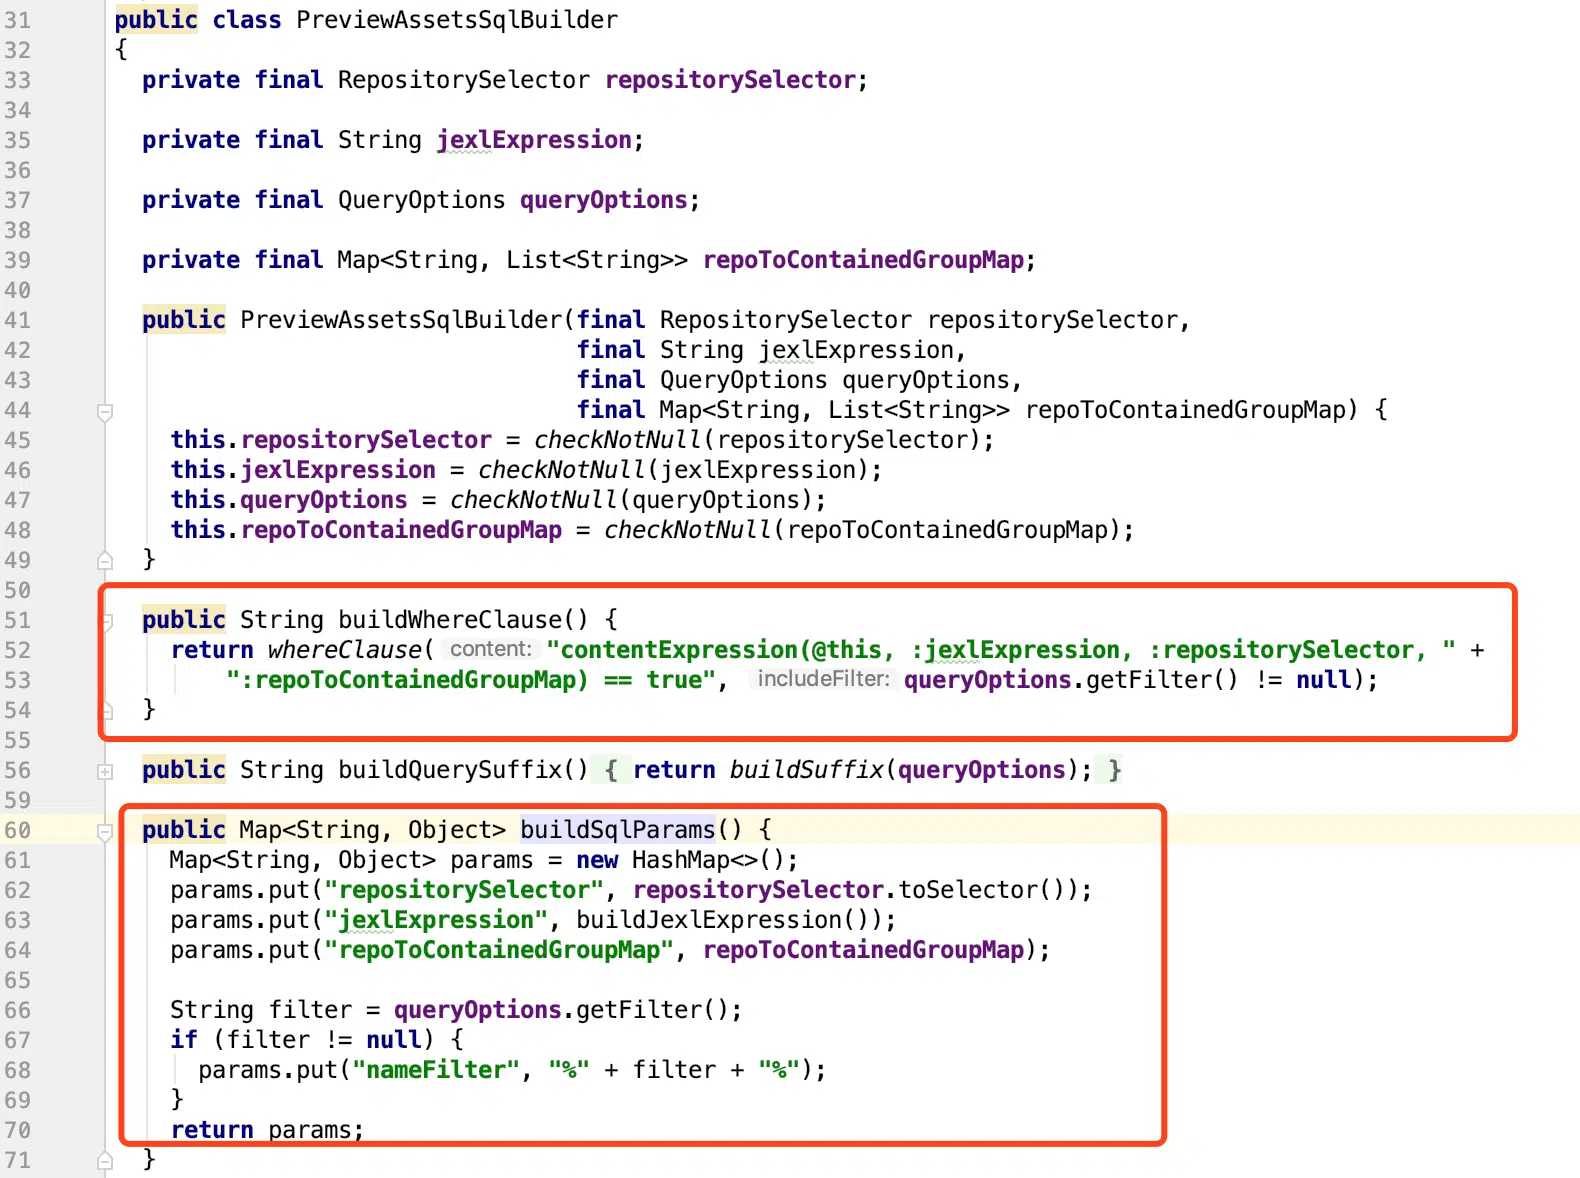 31 public class PreviewAssetsSqlBuilder
32 {
33 private final RepositorySelector repositorySelector;
34
35 private final String jexlExpression;
36
37 private final QueryOptions queryOptions;
38
39 private final Map<String, List<String>> repoToContainedGroupMap;
40
41 public PreviewAssetsSqlBuilder(final RepositorySelector repositorySelector,
42 final String jexlExpression,
43 final QueryOptions queryOptions,
44 final Map<String, List<String>> repoToContainedGroupMap) {
45 this.repositorySelector = checkNotNull(repositorySelector);
46 this.jexlExpression = checkNotNull(jexlExpression);
47 this.queryOptions = checkNotNull(queryOptions);
48 this.repoToContainedGroupMap = checkNotNull(repoToContainedGroupMap);
49 }
50
51 public String buildWhereClause() {
52 return whereClause( content: "contentExpression(@this, :jexlExpression, :repositorySelector, " +
53 ":repoToContainedGroupMap) == true", includeFilter: queryOptions.getFilter() != null);
54 }
55
56 public String buildQuerySuffix() { return buildSuffix(queryOptions); }
59
60 public Map<String, Object> buildSqlParams() {
61 Map<String, Object> params = new HashMap<>();
62 params.put("repositorySelector", repositorySelector.toSelector());
63 params.put("jexlExpression", buildJexlExpression());
64 params.put("repoToContainedGroupMap", repoToContainedGroupMap);
65
66 String filter = queryOptions.getFilter();
67 if (filter != null) {
68 params.put("nameFilter", "%" + filter + "%");
69 }
70 return params;
71 }